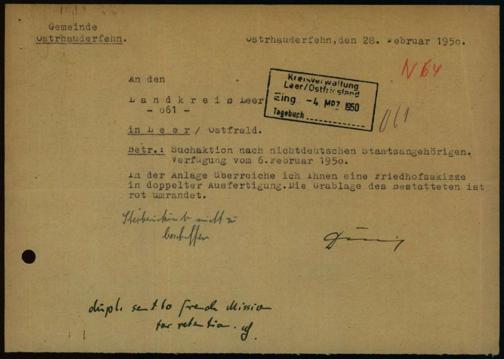 Gemeinde
Ostrhauderfehn.
Ostrhauderfehn,den 28. Februar 1950.
N 64
An den
Landkreis Leer
- 061 -
Kreisverwaltung
Leer/Ostfriesland
Eing. -4 MRZ 1950
Tagebuch
061
in Leer / Ostfrsld.
Betr.: Suchaktion nach nichtdeutschen Staatsangehörigen.
Verfügung vom 6.Februar 1950.
In der Anlage überreiche ich Ihnen eine Friedhofsskizze
in doppelter Ausfertigung.Die Grablage des Bestatteten ist
rot umrandet.
Sterbeurkunde nicht zu
beschaffen
dupl. sent to French Mission
for retention.